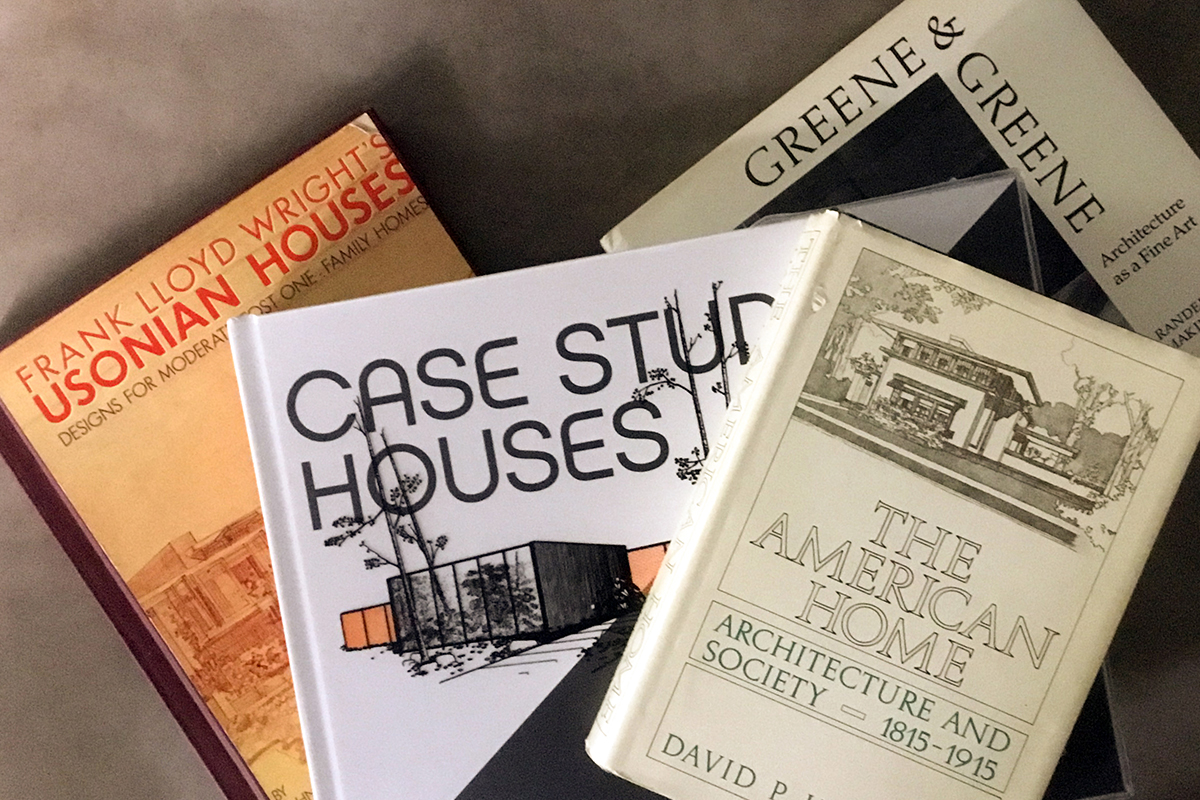 FRANK LLOYD WRIGHT'S
USONIAN HOUSES
DESIGNS FOR MODERATE COST ONE-FAMILY HOMES
BY
CASE STUD
HOUSES
GREENE & GREENE
Architecture
as a Fine Art
THE
AMERICAN
HOME
ARCHITECTURE AND
SOCIETY — 1815-1915
DAVID P.